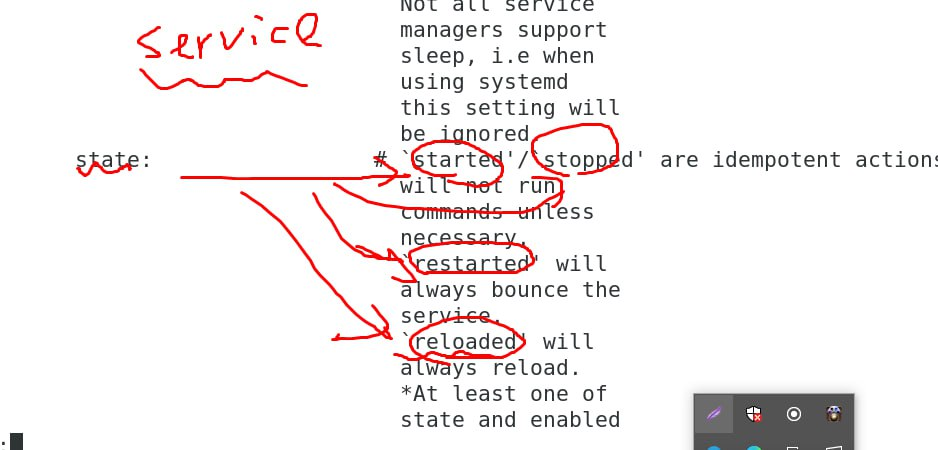 Not all service
service
managers support
sleep, i.e when
using systemd
this setting will
be ignored.
state: # `started'/`stopped' are idempotent actions
will not run
commands unless
necessary.
`restarted' will
always bounce the
service.
`reloaded' will
always reload.
*At least one of
state and enabled
.